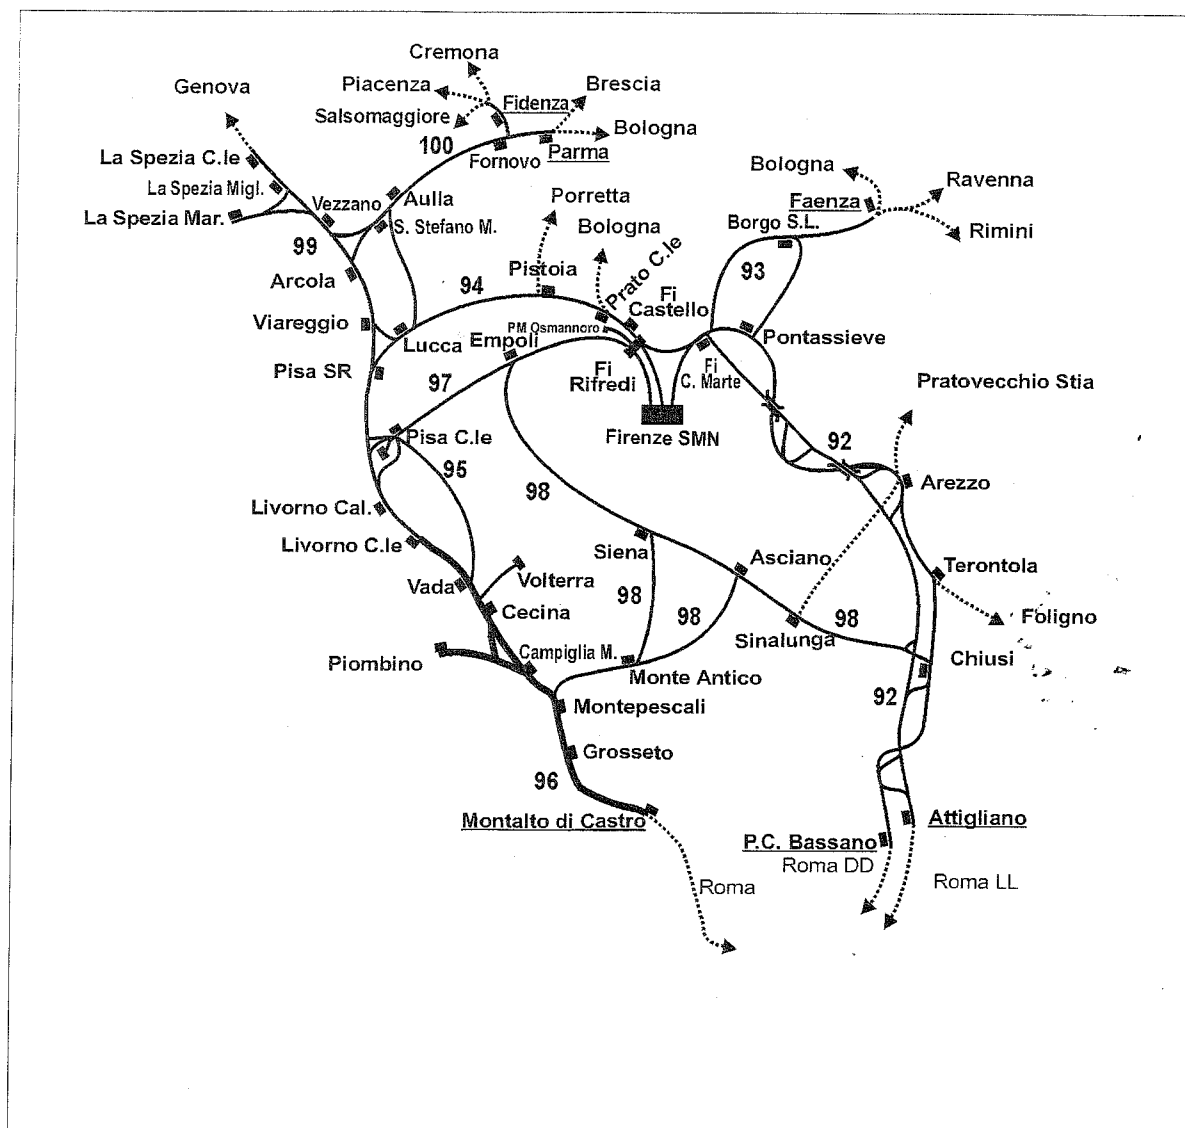 Cremona
Genova
Piacenza
Brescia
Fidenza
Salsomaggiore
Bologna
100
La Spezia C.le
Fornovo
Parma
La Spezia Migl.
Vezzano
Aulla
Porretta
Bologna
Ravenna
Faenza
La Spezia Mar.
S. Stefano M.
Bologna
Borgo S.L.
Rimini
99
Arcola
94
Pistoia
Prato C.le
Fi
Castello
93
Viareggio
Lucca
Empoli
PM Osmannoro
Pontassieve
Pisa SR
97
Fi
Rifredi
Fi
C. Marte
Pratovecchio Stia
Firenze SMN
Pisa C.le
92
95
98
Arezzo
Livorno Cal.
Livorno C.le
Siena
Asciano
Terontola
Vada
Volterra
98
Cecina
98
Sinalunga
98
Foligno
Piombino
Campiglia M.
Monte Antico
Chiusi
Montepescali
92
Grosseto
96
Montalto di Castro
Attigliano
P.C. Bassano
Roma DD
Roma
Roma LL